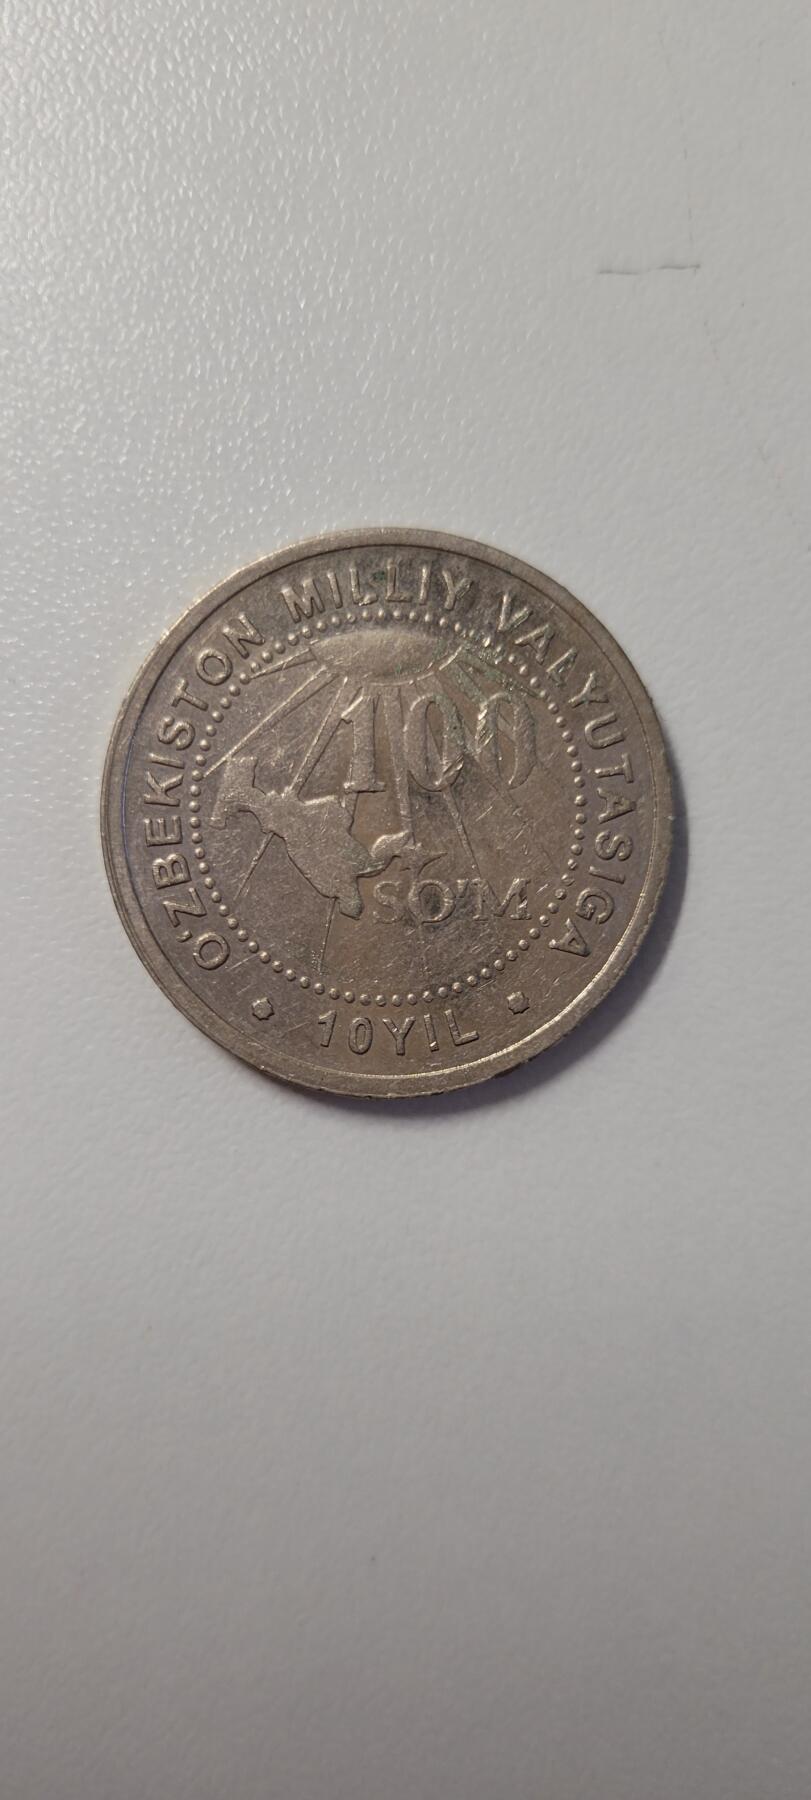 O'ZBEKISTON MILLIY VALYUTASIGA
100
SO'M
10 YIL